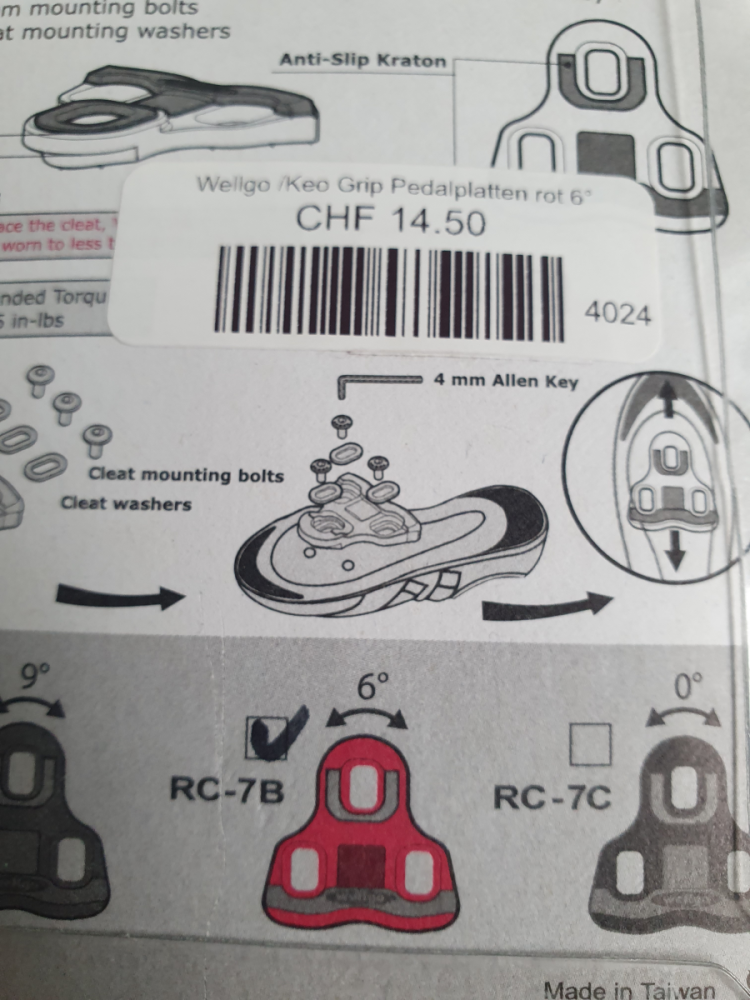 m mounting bolts
at mounting washers
Anti-Slip Kraton
Wellgo /Keo Grip Pedalplatten rot 6°
CHF 14.50
ace the cleat,
worn to less t
4024
nded Torqu
in-lbs
4 mm Allen Key
Cleat mounting bolts
Cleat washers
9°
6°
0°
RC-7B
RC-7C
Wellgo
Made in Taiwan